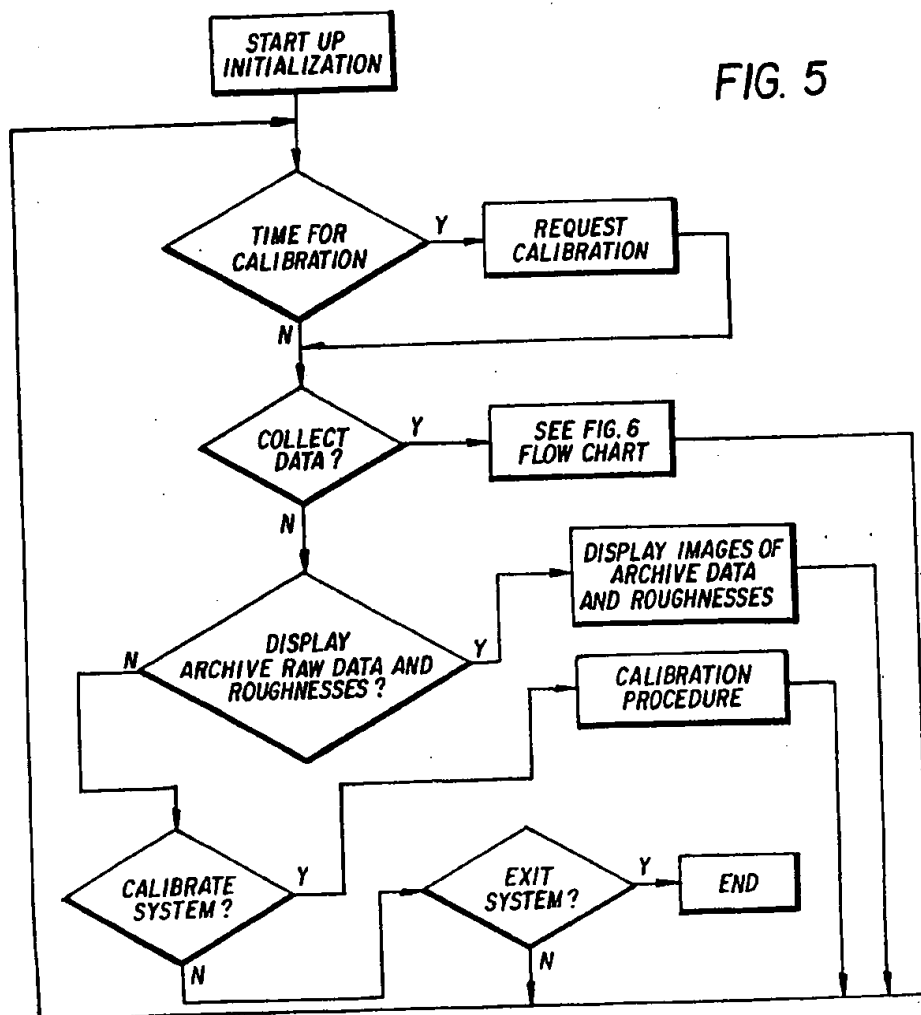 START UP
INITIALIZATION
FIG. 5
TIME FOR
CALIBRATION
Y
REQUEST
CALIBRATION
N
COLLECT
DATA?
Y
SEE FIG. 6
FLOW CHART
N
DISPLAY
ARCHIVE RAW DATA AND
ROUGHNESSES?
N
Y
DISPLAY IMAGES OF
ARCHIVE DATA
AND ROUGHNESSES
CALIBRATION
PROCEDURE
CALIBRATE
SYSTEM?
Y
N
EXIT
SYSTEM?
Y
END
N